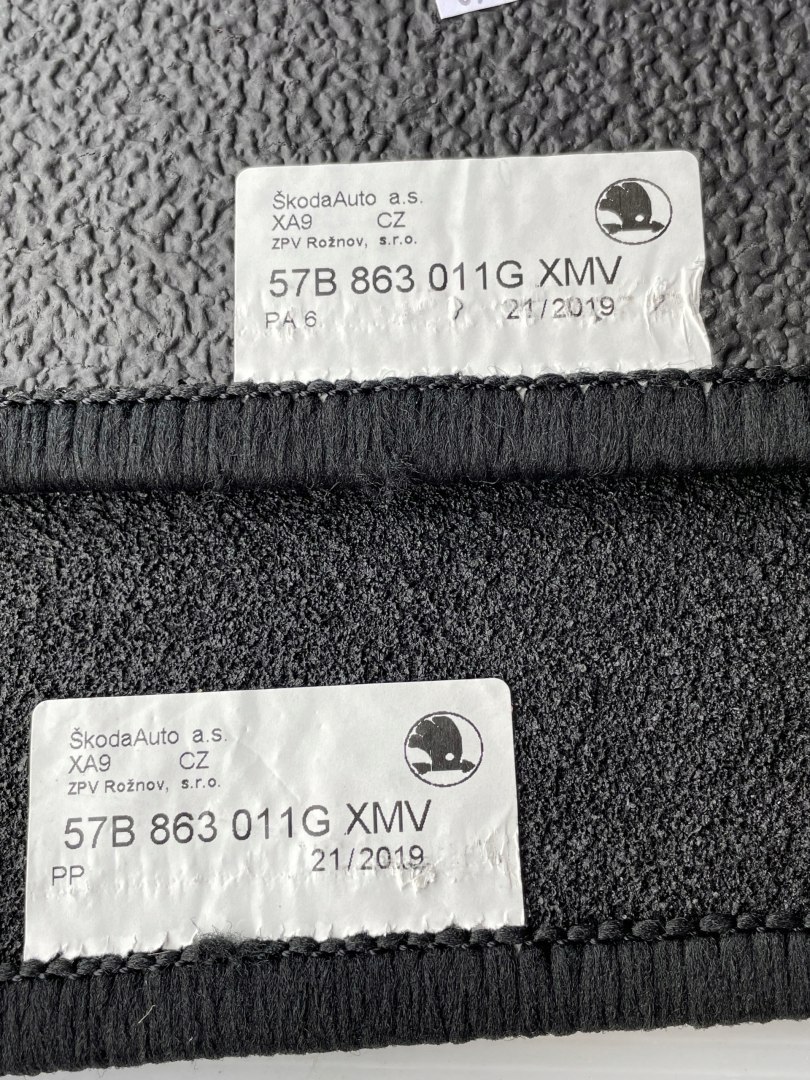 ŠkodaAuto a.s.
XA9 CZ
ZPV Rožnov, s.r.o.
57B 863 011G XMV
PA 6 21/2019
ŠkodaAuto a.s.
XA9 CZ
ZPV Rožnov, s.r.o.
57B 863 011G XMV
21/2019
PP